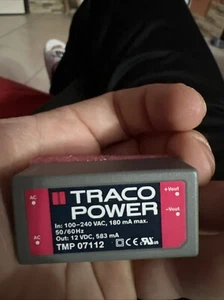 AC
AC
TRACO
POWER
In: 100-240 VAC, 180 mA max.
50/60Hz
Out: 12 VDC, 583 mA
TMP 07112
+Vout
-Vout